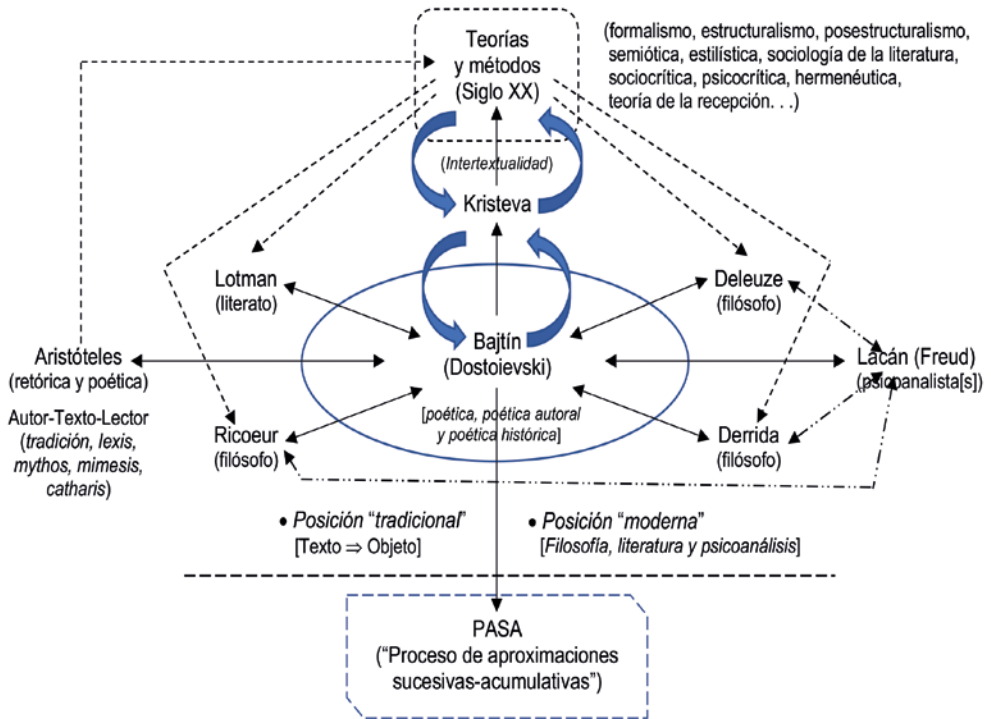 Teorías
y métodos
(Siglo XX)
(formalismo, estructuralismo, posestructuralismo,
semiótica, estilística, sociología de la literatura,
sociocrítica, psicocrítica, hermenéutica,
teoría de la recepción. . .)
(Intertextualidad)
Kristeva
Lotman
(literato)
Deleuze
(filósofo)
Bajtín
(Dostoievski)
Aristóteles
(retórica y poética)
Lacán (Freud)
(psicpanalista[s])
Autor-Texto-Lector
(tradición, lexis,
mythos, mimesis,
catharis)
Ricoeur
(filósofo)
[poética, poética autoral
y poética histórica]
Derrida
(filósofo)
• Posición “tradicional”
[Texto ⇒ Objeto]
• Posición “moderna”
[Filosofía, literatura y psicoanálisis]
PASA
(“Proceso de aproximaciones
sucesivas-acumulativas”)